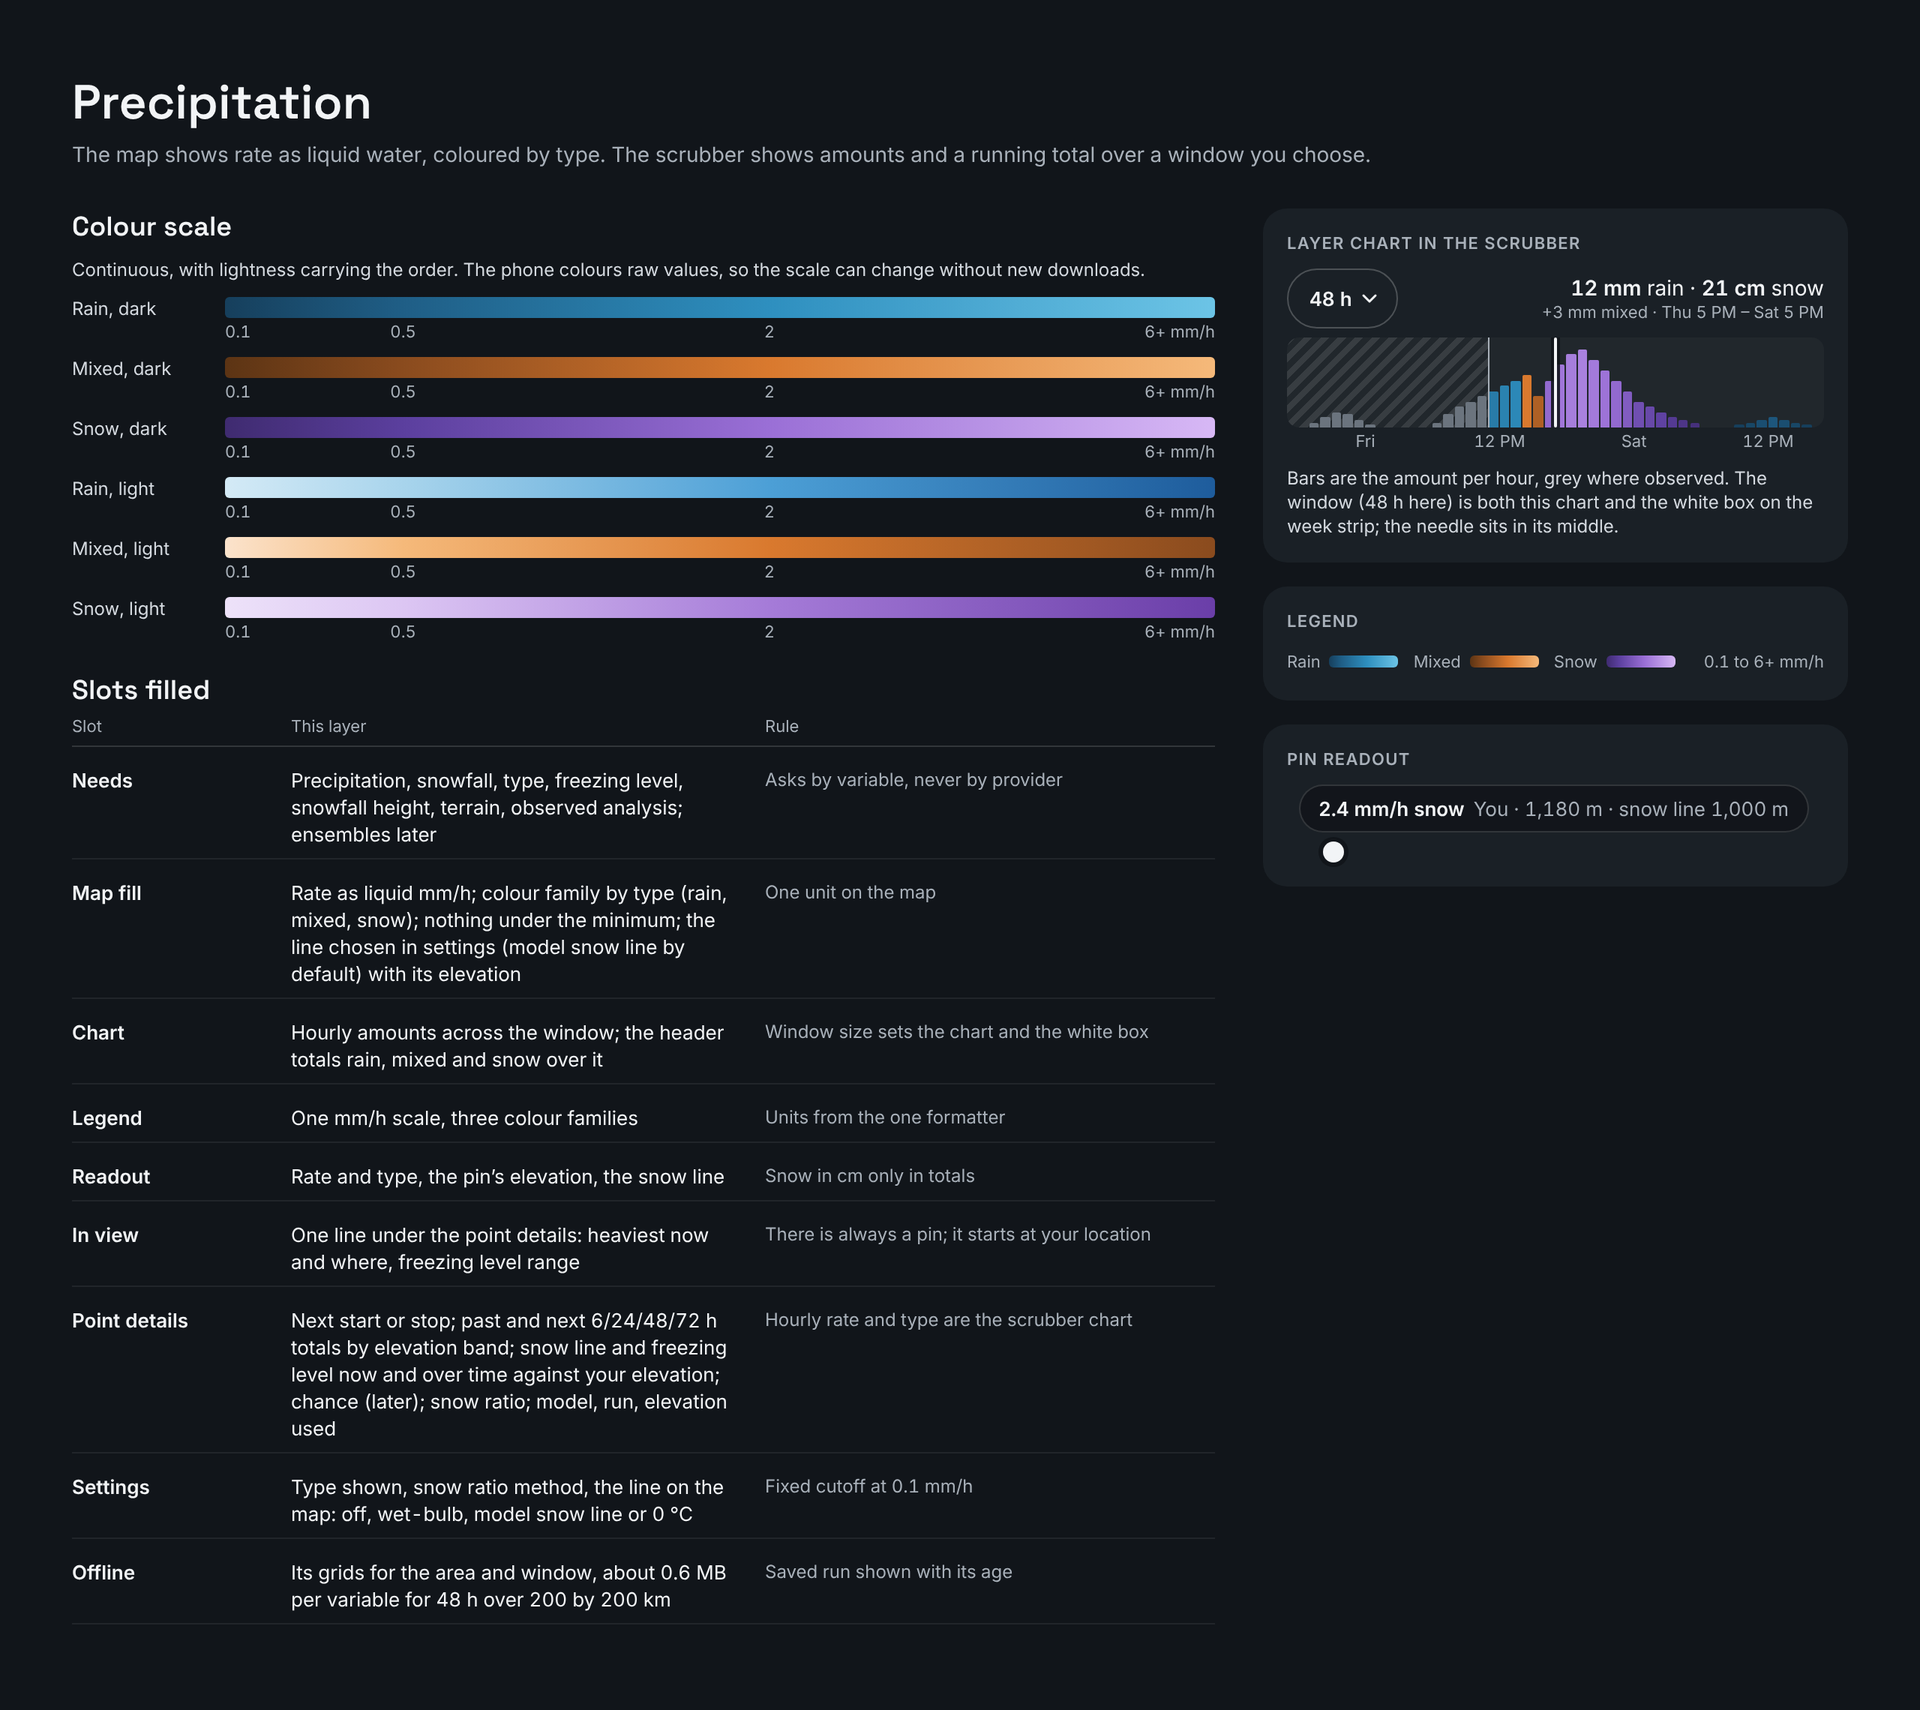 Precipitation
The map shows rate as liquid water, coloured by type. The scrubber shows amounts and a running total over a window you choose.
Colour scale
Continuous, with lightness carrying the order. The phone colours raw values, so the scale can change without new downloads.
Rain, dark
0.1 0.5 2 6+ mm/h
Mixed, dark
0.1 0.5 2 6+ mm/h
Snow, dark
0.1 0.5 2 6+ mm/h
Rain, light
0.1 0.5 2 6+ mm/h
Mixed, light
0.1 0.5 2 6+ mm/h
Snow, light
0.1 0.5 2 6+ mm/h
Slots filled
Slot This layer Rule
Needs
Precipitation, snowfall, type, freezing level,
snowfall height, terrain, observed analysis;
ensembles later
Asks by variable, never by provider
Map fill
Rate as liquid mm/h; colour family by type (rain,
mixed, snow); nothing under the minimum; the
line chosen in settings (model snow line by
default) with its elevation
One unit on the map
Chart
Hourly amounts across the window; the header
totals rain, mixed and snow over it
Window size sets the chart and the white box
Legend
One mm/h scale, three colour families
Units from the one formatter
Readout
Rate and type, the pin’s elevation, the snow line
Snow in cm only in totals
In view
One line under the point details: heaviest now
and where, freezing level range
There is always a pin; it starts at your location
Point details
Next start or stop; past and next 6/24/48/72 h
totals by elevation band; snow line and freezing
level now and over time against your elevation;
chance (later); snow ratio; model, run, elevation
used
Hourly rate and type are the scrubber chart
Settings
Type shown, snow ratio method, the line on the
map: off, wet-bulb, model snow line or 0 °C
Fixed cutoff at 0.1 mm/h
Offline
Its grids for the area and window, about 0.6 MB
per variable for 48 h over 200 by 200 km
Saved run shown with its age
LAYER CHART IN THE SCRUBBER
48 h
12 mm rain · 21 cm snow
+3 mm mixed · Thu 5 PM – Sat 5 PM
Fri 12 PM Sat 12 PM
Bars are the amount per hour, grey where observed. The
window (48 h here) is both this chart and the white box on the
week strip; the needle sits in its middle.
LEGEND
Rain Mixed Snow 0.1 to 6+ mm/h
PIN READOUT
2.4 mm/h snow You · 1,180 m · snow line 1,000 m